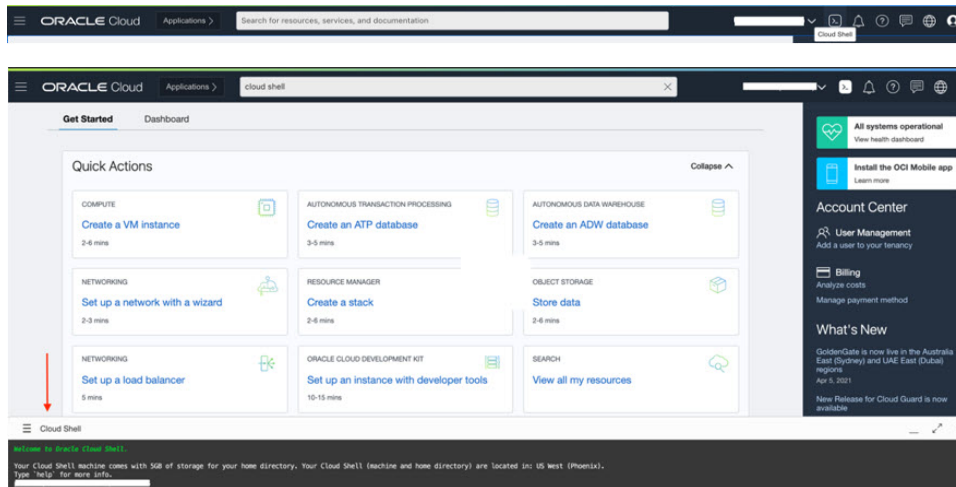 ORACLE Cloud Applications > Search for resources, services, and documentation
Cloud Shell
ORACLE Cloud Applications > cloud shell
Get Started Dashboard
Quick Actions Collapse
COMPUTE
Create a VM instance
2-6 mins
AUTONOMOUS TRANSACTION PROCESSING
Create an ATP database
3-5 mins
AUTONOMOUS DATA WAREHOUSE
Create an ADW database
3-5 mins
NETWORKING
Set up a network with a wizard
2-3 mins
RESOURCE MANAGER
Create a stack
2-6 mins
OBJECT STORAGE
Store data
2-6 mins
NETWORKING
Set up a load balancer
5 mins
ORACLE CLOUD DEVELOPMENT KIT
Set up an instance with developer tools
10-15 mins
SEARCH
View all my resources
All systems operational
View health dashboard
Install the OCI Mobile app
Learn more
Account Center
User Management
Add a user to your tenancy
Billing
Analyze costs
Manage payment method
What's New
GoldenGate is now live in the Australia
East (Sydney) and UAE East (Dubai)
regions
Apr 5, 2021
New Release for Cloud Guard is now
available
Cloud Shell
Welcome to Oracle Cloud Shell.
Your Cloud Shell machine comes with 5GB of storage for your home directory. Your Cloud Shell (machine and home directory) are located in: US West (Phoenix).
Type `help` for more info.